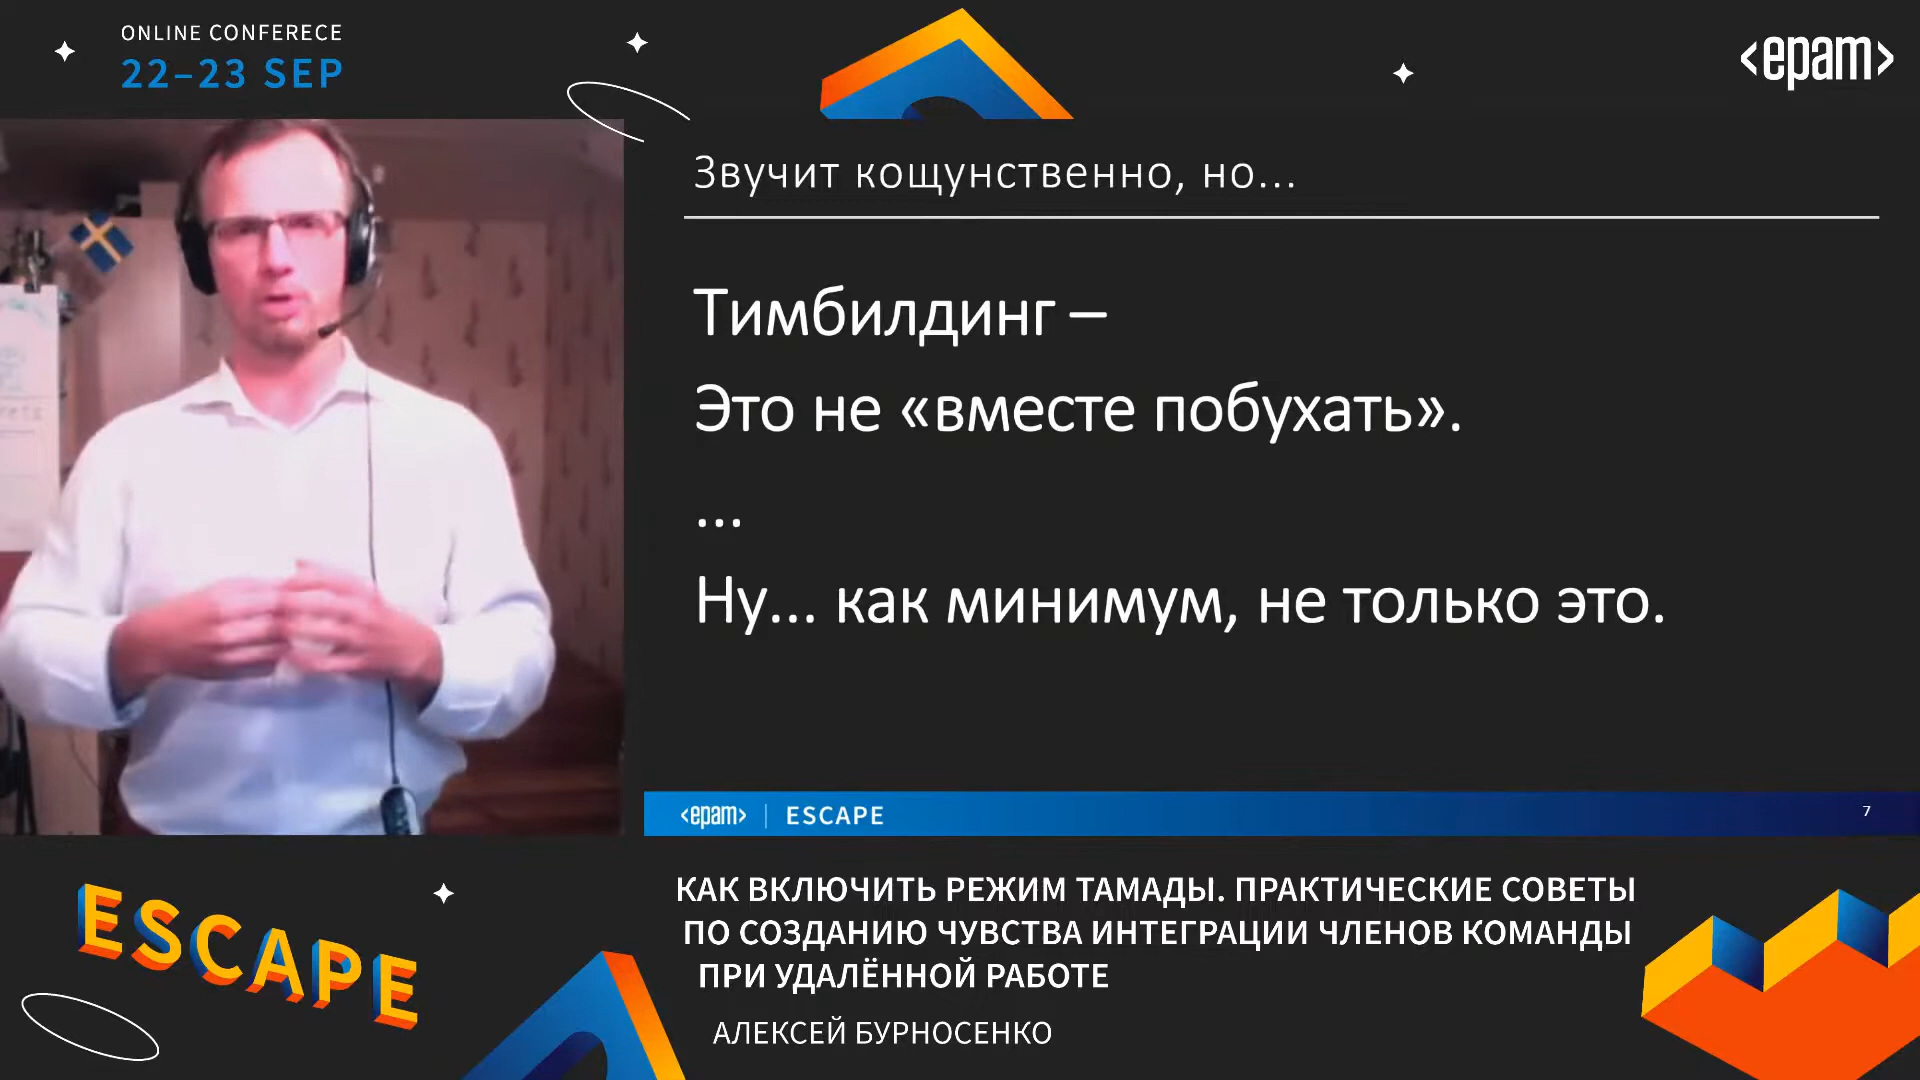 ONLINE CONFERECE
22–23 SEP
<epam>
Звучит кощунственно, но...
Тимбилдинг –
Это не «вместе побухать».
...
Ну... как минимум, не только это.
<epam> | ESCAPE
7
ESCAPE
КАК ВКЛЮЧИТЬ РЕЖИМ ТАМАДЫ. ПРАКТИЧЕСКИЕ СОВЕТЫ
ПО СОЗДАНИЮ ЧУВСТВА ИНТЕГРАЦИИ ЧЛЕНОВ КОМАНДЫ
ПРИ УДАЛЁННОЙ РАБОТЕ
АЛЕКСЕЙ БУРНОСЕНКО